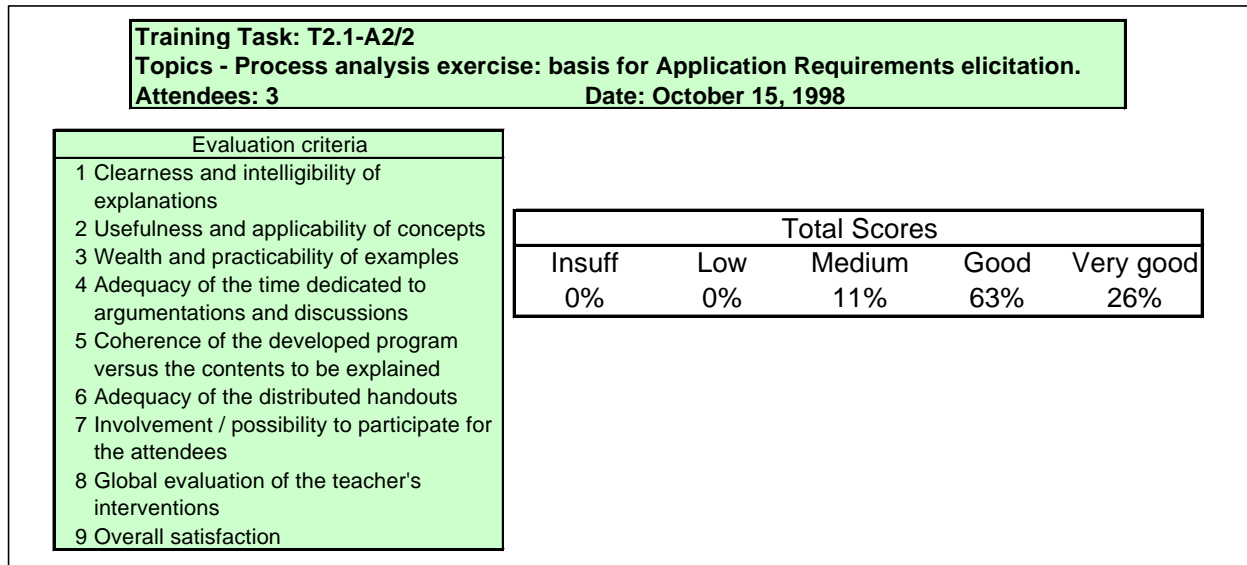 Training Task: T2.1-A2/2
Topics - Process analysis exercise: basis for Application Requirements elicitation.
Attendees: 3 Date: October 15, 1998
Evaluation criteria
1 Clearness and intelligibility of
explanations
2 Usefulness and applicability of concepts
3 Wealth and practicability of examples
4 Adequacy of the time dedicated to
argumentations and discussions
5 Coherence of the developed program
versus the contents to be explained
6 Adequacy of the distributed handouts
7 Involvement / possibility to participate for
the attendees
8 Global evaluation of the teacher's
interventions
9 Overall satisfaction
Total Scores
Insuff Low Medium Good Very good
0% 0% 11% 63% 26%